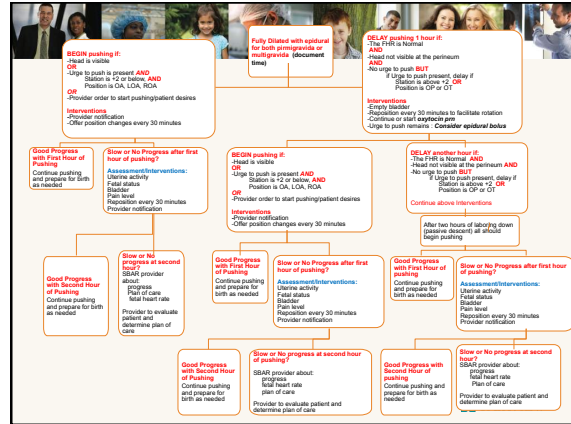 Fully Dilated with epidural
for both pirmigravida or
multigravida (document
time)
BEGIN pushing if:
-Head is visible
OR
-Urge to push is present AND
Station is +2 or below, AND
Position is OA, LOA, ROA
OR
-Provider order to start pushing/patient desires
Interventions
-Provider notification
-Offer position changes every 30 minutes
DELAY pushing 1 hour if:
-The FHR is Normal
AND
-Head not visible at the perineum
AND
-No urge to push BUT
if Urge to push present, delay if
Station is above +2 OR
Position is OP or OT
Interventions
-Empty bladder
-Reposition every 30 minutes to facilitate rotation
-Continue or start oxytocin prn
-Urge to push remains : Consider epidural bolus
Good Progress
with First Hour of
Pushing
Continue pushing
and prepare for birth
as needed
Slow or No Progress after first
hour of pushing?
Assessment/Interventions:
Uterine activity
Fetal status
Bladder
Pain level
Reposition every 30 minutes
Provider notification
Good Progress
with Second Hour
of Pushing
Continue pushing
and prepare for
birth as needed
Slow or No
progress at second
hour?
SBAR provider
about:
progress
Plan of care
fetal heart rate
Provider to evaluate
patient and
determine plan of
care
BEGIN pushing if:
-Head is visible
OR
-Urge to push is present AND
Station is +2 or below, AND
Position is OA, LOA, ROA
OR
-Provider order to start pushing/patient desires
Interventions
-Provider notification
-Offer position changes every 30 minutes
DELAY another hour if:
-The FHR is Normal AND
-Head not visible at the perineum AND
-No urge to push BUT
if Urge to push present, delay if
Station is above +2 OR
Position is OP or OT
Continue above Interventions
After two hours of laboring down
(passive descent) all should
begin pushing
Good Progress
with First Hour
of Pushing
Continue pushing
and prepare for
birth as needed
Slow or No Progress after first hour
of pushing?
Assessment/Interventions:
Uterine activity
Fetal status
Bladder
Pain level
Reposition every 30 minutes
Provider notification
Good Progress
with First Hour of
Pushing
Continue pushing
and prepare for birth
as needed
Slow or No Progress after first hour
of pushing?
Assessment/Interventions:
Uterine activity
Fetal status
Bladder
Pain level
Reposition every 30 minutes
Provider notification
Good Progress
with Second Hour of
Pushing
Continue pushing
and prepare for birth
as needed
Slow or No progress at second hour of
pushing?
SBAR provider about:
progress
fetal heart rate
plan of care
Provider to evaluate patient and
determine plan of care
Good Progress with
Second Hour of
Pushing
Continue pushing and
prepare for birth as
needed
Slow or No progress at second
hour?
SBAR provider about:
progress
fetal heart rate
Plan of care
Provider to evaluate patient and
determine plan of care